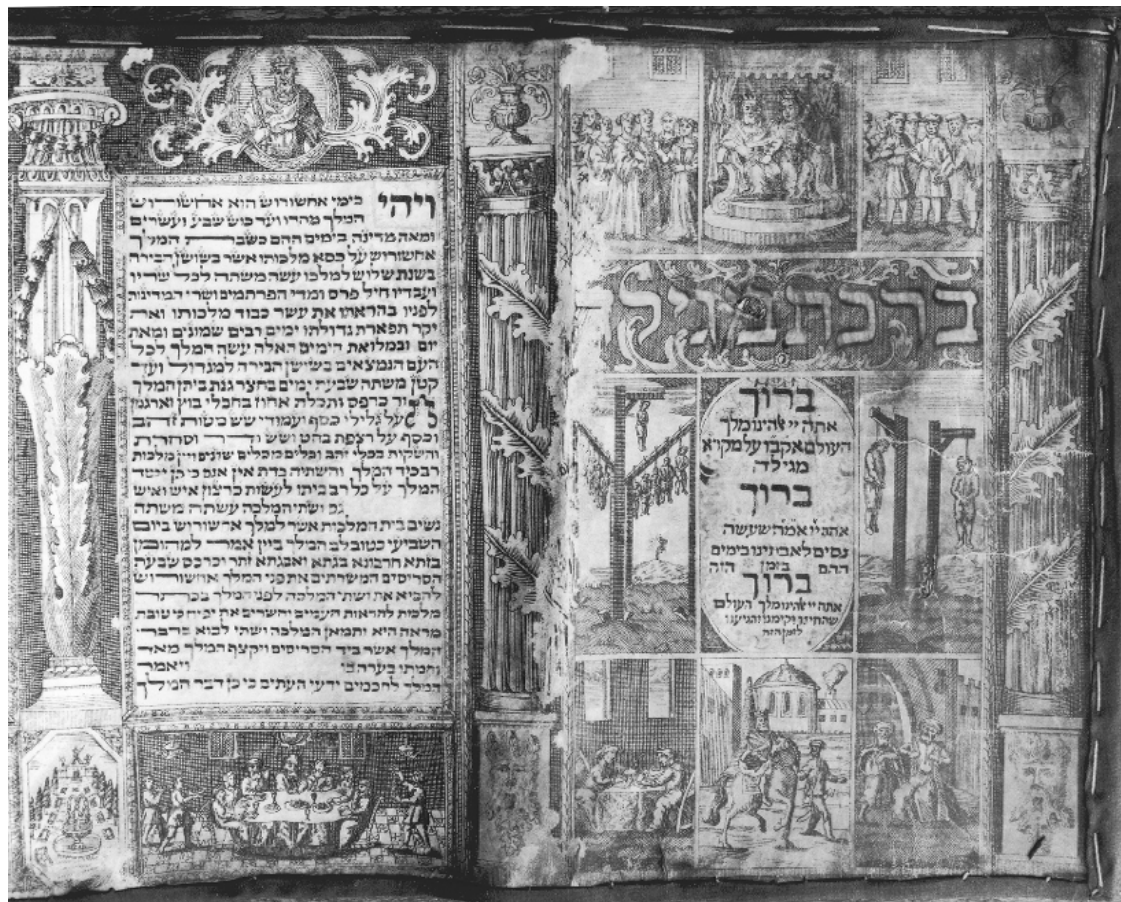 ברכת מגילה
ברוך
אתה יי אלהינו מלך
העולם אקבו על מקרא
מגילה
ברוך
אתה יי אמה שעשה
נסים לאבותינו בימים
ההם בזמן הזה
ברוך
אתה יי אלהינו מלך העולם
שהחיינו וקימנו והגיענו
לזמן הזה
ויהי בימי אחשורוש הוא אחשורוש
המלך מהדו ועד כוש שבע ועשרים
ומאה מדינה בימים ההם כשבת המלך
אחשורוש על כסא מלכותו אשר בשושן הבירה
בשנת שלוש למלכו עשה משתה לכל שריו
ועבדיו חיל פרס ומדי הפרתמים ושרי המדינות
לפניו בהראתו את עשר כבוד מלכותו ואת
יקר תפארת גדולתו ימים רבים שמונים ומאת
יום ובמלואת הימים האלה עשה המלך לכל
העם הנמצאים בשושן הבירה למגדול ועד
קטן משתה שבעת ימים בחצר גנת ביתן המלך
חור כרפס ותכלת אחוז בחבלי בוץ וארגמן
על גלילי כסף ועמודי שש מטות זהב
וכסף על רצפת בהט ושש ודר וסחרת
והשקות בכלי זהב וכלים מכלים שונים ויין מלכות
רב כיד המלך והשתיה כדת אין אנס כי כן יסד
המלך על כל רב ביתו לעשות כרצון איש ואיש
גם ושתי המלכה עשתה משתה
נשים בית המלכות אשר למלך אחשורוש ביום
השביעי כטוב לב המלך ביין אמר למהומן
בזתא חרבונא בגתא ואבגתא זתר וכרכס שבעת
הסריסים המשרתים את פני המלך אחשורוש
להביא את ושתי המלכה לפני המלך בכתר
מלכות להראות העמים והשרים את יפיה כי טובת
מראה היא ותמאן המלכה ושתי לבוא בדבר
המלך אשר ביד הסריסים ויקצף המלך מאד
וחמתו בערה בו ויאמר
המלך לחכמים ידעי העתים כי כן דבר המלך